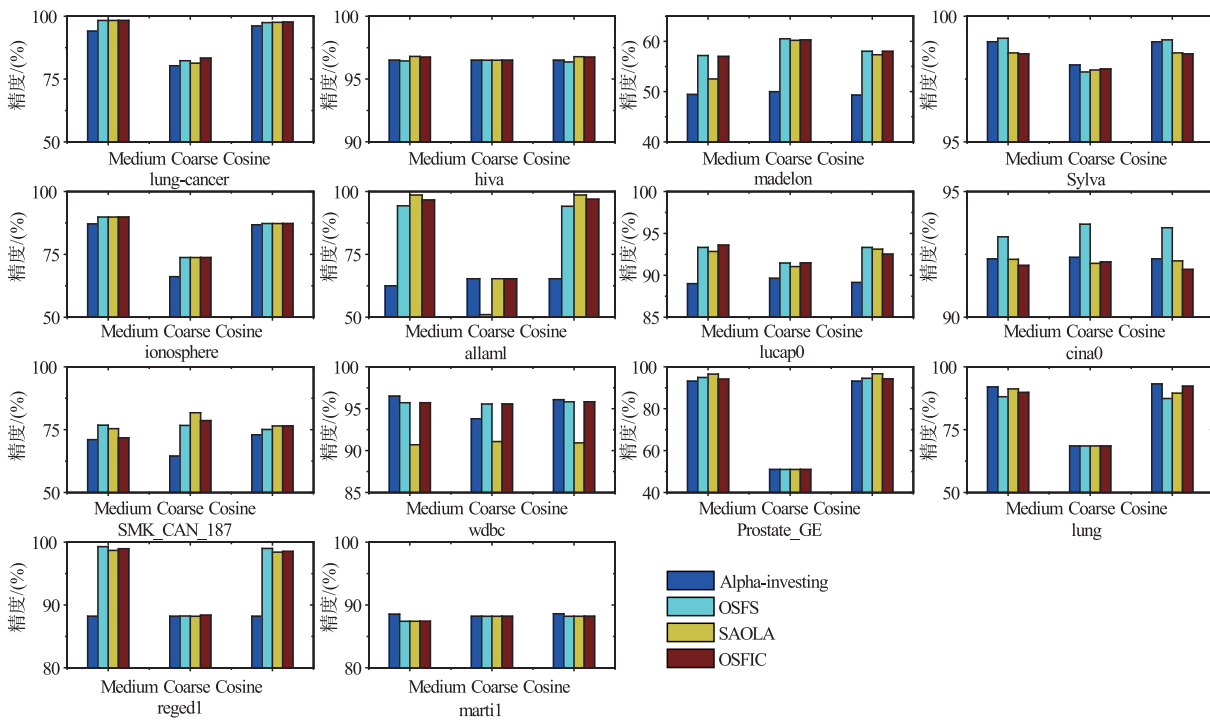 精度/(%)
100
75
50
Medium Coarse Cosine
lung-cancer
精度/(%)
100
95
90
Medium Coarse Cosine
hiva
精度/(%)
60
50
40
Medium Coarse Cosine
madelon
精度/(%)
100
95
Medium Coarse Cosine
Sylva
精度/(%)
100
75
50
Medium Coarse Cosine
ionosphere
精度/(%)
100
75
50
Medium Coarse Cosine
allaml
精度/(%)
100
95
90
85
Medium Coarse Cosine
lucap0
精度/(%)
95
90
Medium Coarse Cosine
cina0
精度/(%)
100
75
50
Medium Coarse Cosine
SMK_CAN_187
精度/(%)
100
95
90
85
Medium Coarse Cosine
wdbc
精度/(%)
100
80
60
40
Medium Coarse Cosine
Prostate_GE
精度/(%)
100
75
50
Medium Coarse Cosine
lung
精度/(%)
100
90
80
Medium Coarse Cosine
reged1
精度/(%)
100
90
80
Medium Coarse Cosine
marti1
Alpha-investing
OSFS
SAOLA
OSFIC